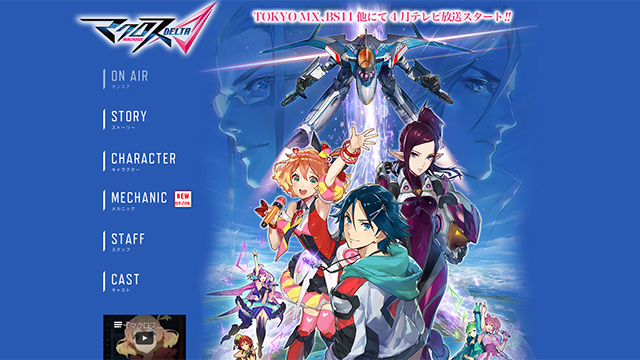 マクロスΔ
MACROSS
DELTA
TOKYO MX、BS11 他にて4月テレビ放送スタート!!
ON AIR
オンエア
STORY
ストーリー
CHARACTER
キャラクター
MECHANIC
メカニック
NEW
STAFF
スタッフ
CAST
キャスト